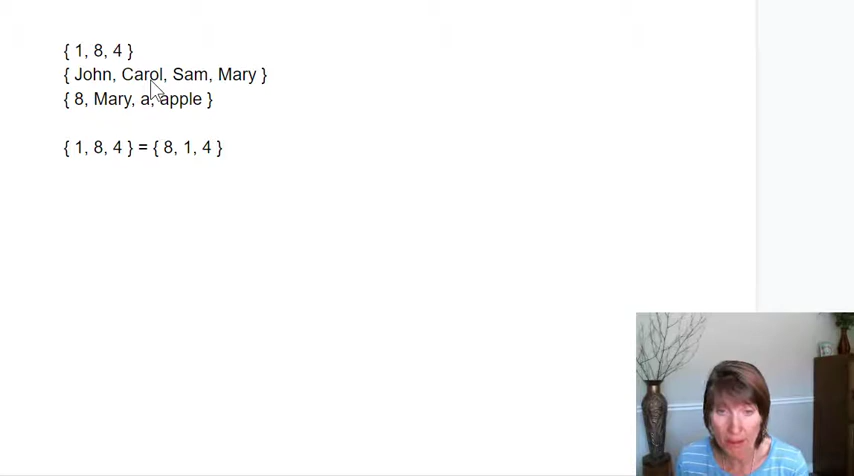 { 1, 8, 4 }
{ John, Carol, Sam, Mary }
{ 8, Mary, a, apple }
{ 1, 8, 4 } = { 8, 1, 4 }